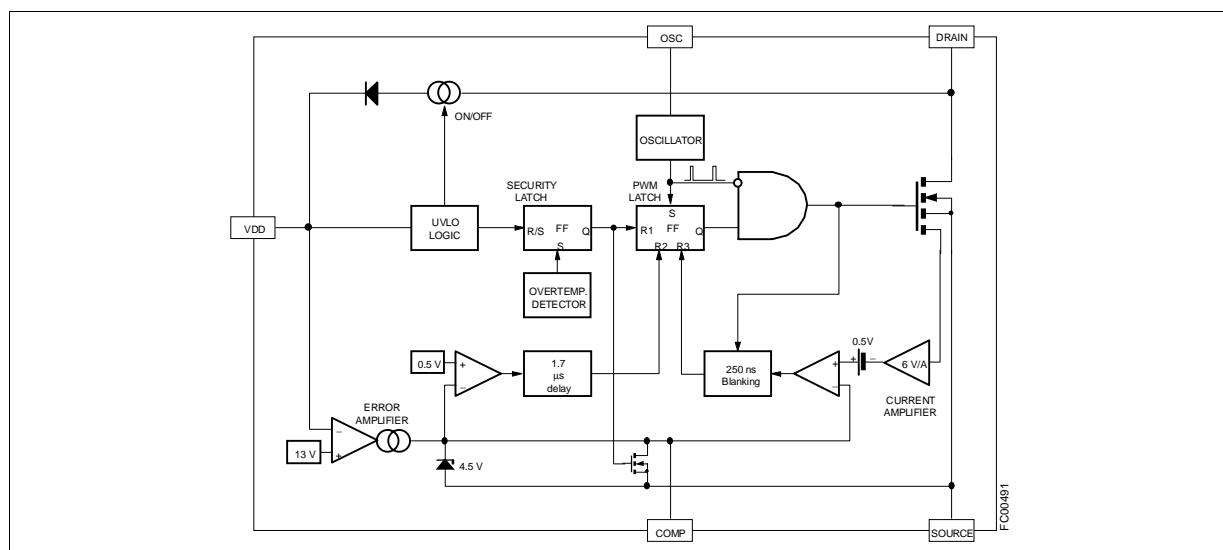 OSC
DRAIN
ON/OFF
OSCILLATOR
SECURITY
LATCH
PWM
LATCH
VDD
UVLO
LOGIC
R/S FF Q
S
S
R1 FF Q
R2 R3
OVERTEMP.
DETECTOR
0.5 V
+
−
1.7
μs
delay
250 ns
Blanking
+
−
0.5V
+ −
6 V/A
CURRENT
AMPLIFIER
ERROR
AMPLIFIER
−
+
13 V
4.5 V
COMP
SOURCE
FC00491